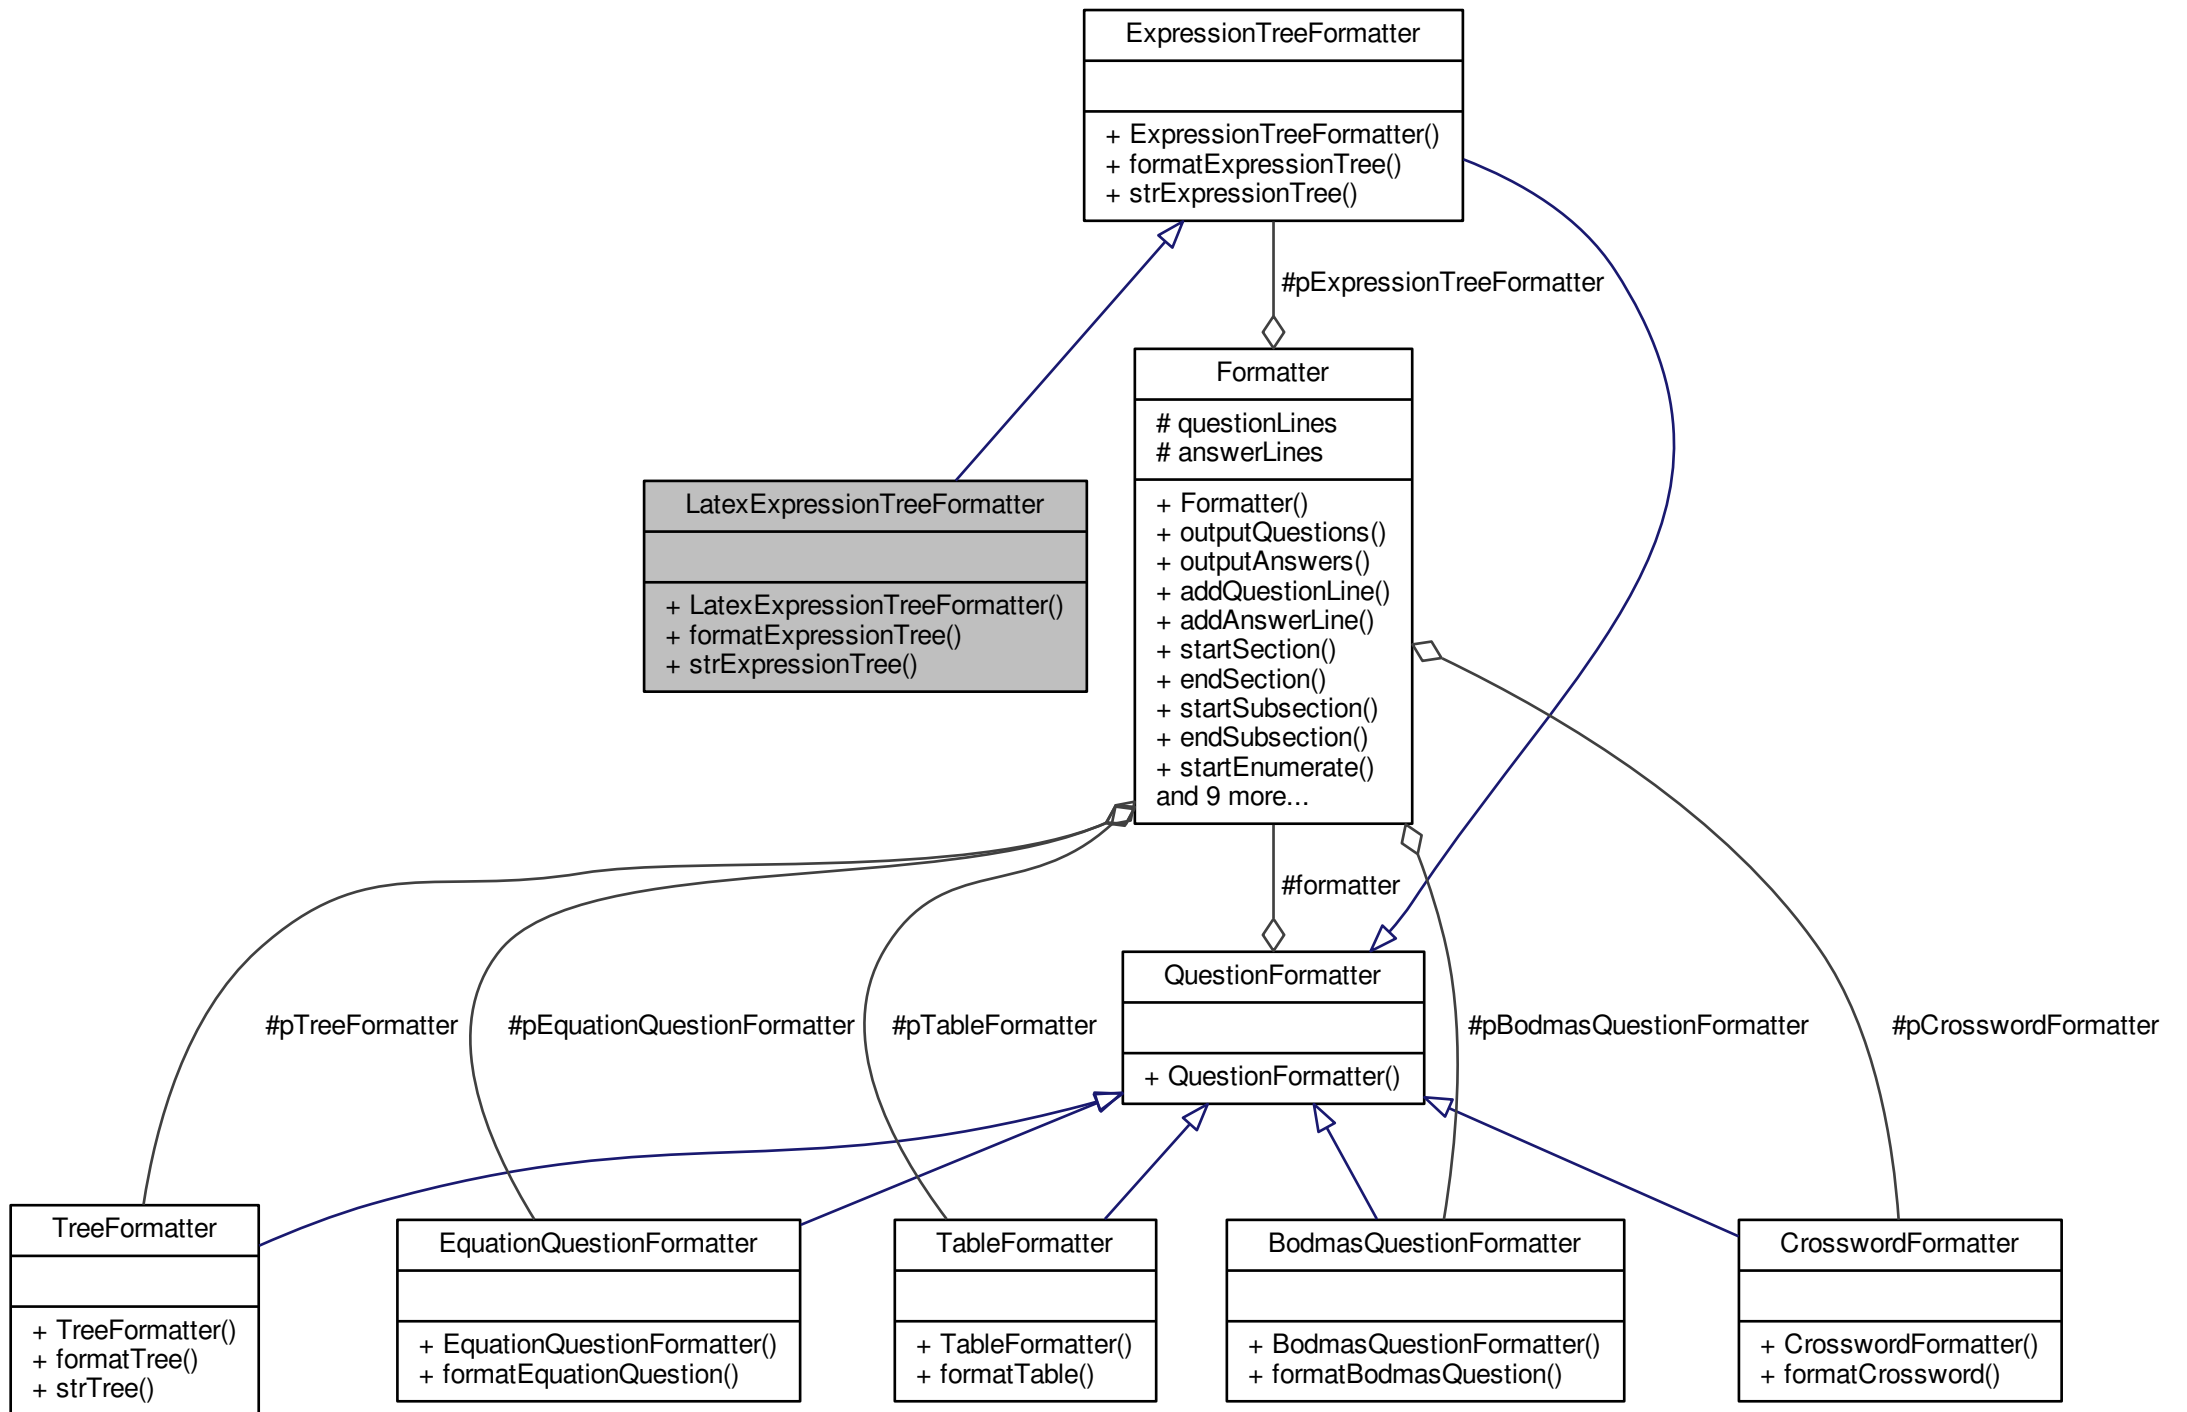 ExpressionTreeFormatter
+ ExpressionTreeFormatter()
+ formatExpressionTree()
+ strExpressionTree()
#pExpressionTreeFormatter
Formatter
# questionLines
# answerLines
+ Formatter()
+ outputQuestions()
+ outputAnswers()
+ addQuestionLine()
+ addAnswerLine()
+ startSection()
+ endSection()
+ startSubsection()
+ endSubsection()
+ startEnumerate()
and 9 more...
LatexExpressionTreeFormatter
+ LatexExpressionTreeFormatter()
+ formatExpressionTree()
+ strExpressionTree()
#formatter
QuestionFormatter
+ QuestionFormatter()
#pTreeFormatter
#pEquationQuestionFormatter
#pTableFormatter
#pBodmasQuestionFormatter
#pCrosswordFormatter
TreeFormatter
+ TreeFormatter()
+ formatTree()
+ strTree()
EquationQuestionFormatter
+ EquationQuestionFormatter()
+ formatEquationQuestion()
TableFormatter
+ TableFormatter()
+ formatTable()
BodmasQuestionFormatter
+ BodmasQuestionFormatter()
+ formatBodmasQuestion()
CrosswordFormatter
+ CrosswordFormatter()
+ formatCrossword()